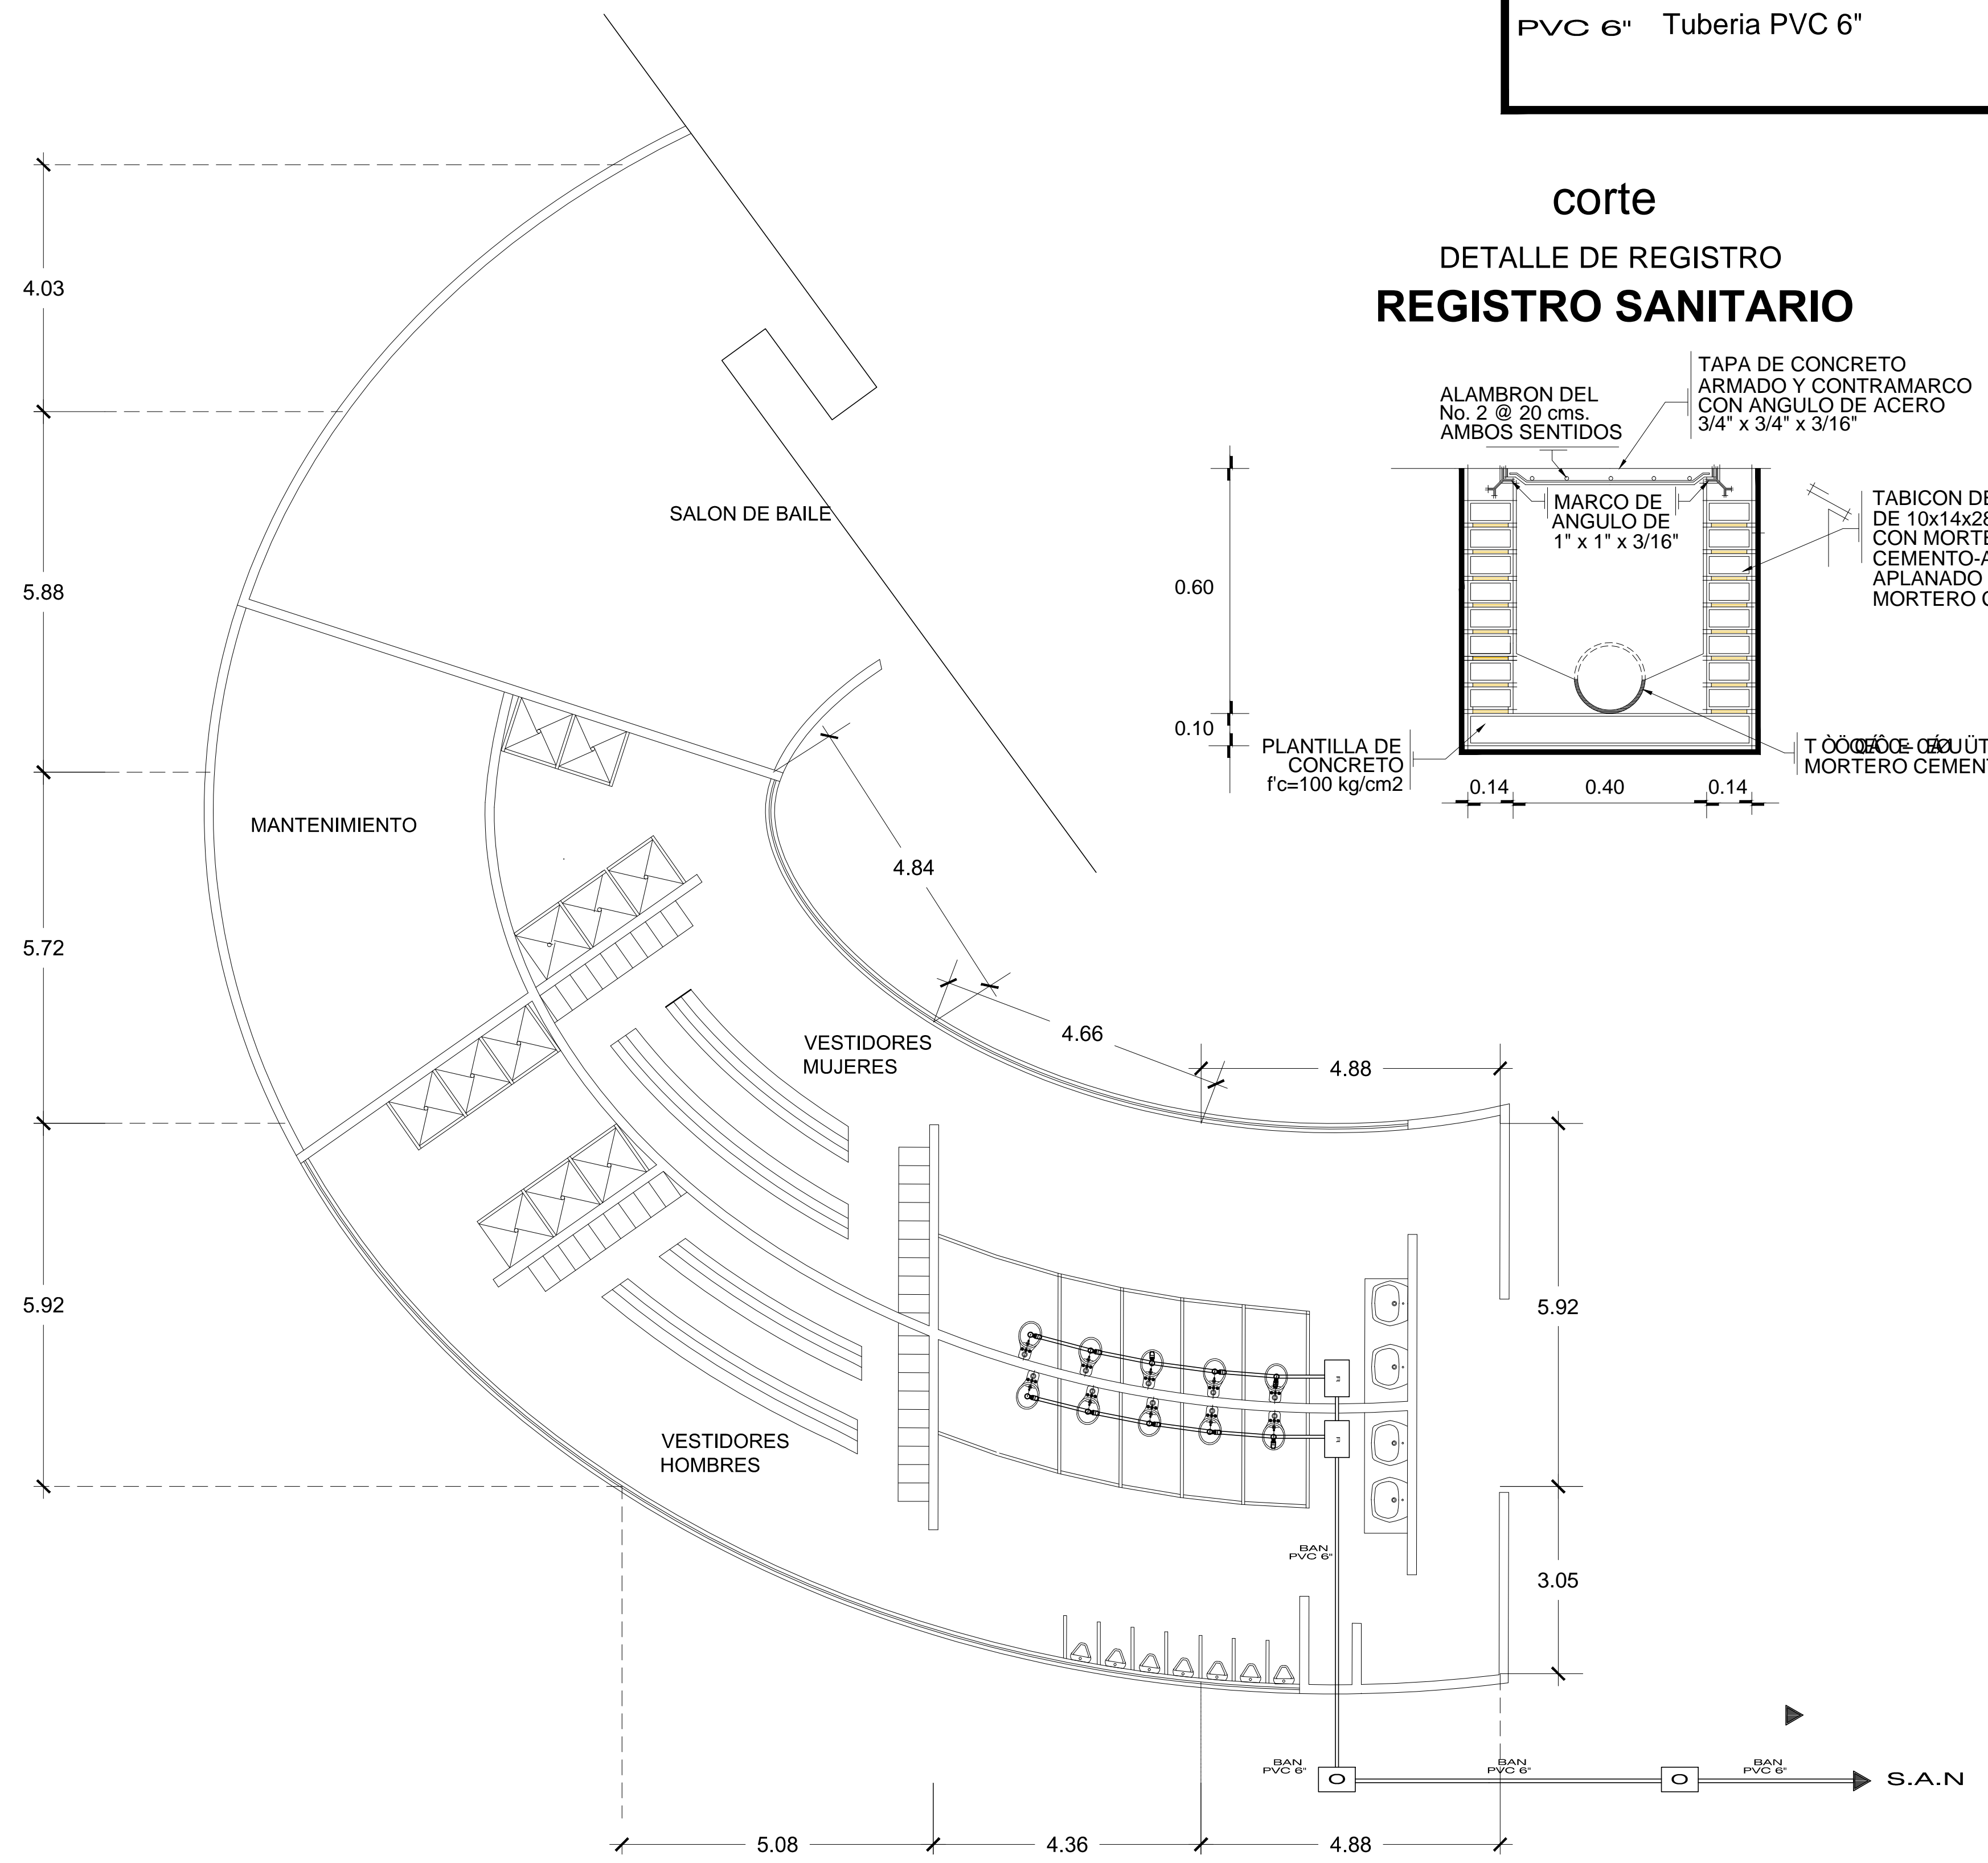 PVC 6" Tuberia PVC 6"
corte
DETALLE DE REGISTRO
REGISTRO SANITARIO
TAPA DE CONCRETO
ARMADO Y CONTRAMARCO
CON ANGULO DE ACERO
3/4" x 3/4" x 3/16"
ALAMBRON DEL
No. 2 @ 20 cms.
AMBOS SENTIDOS
MARCO DE
ANGULO DE
1" x 1" x 3/16"
TABICON DE
DE 10x14x28
CON MORTE
CEMENTO-A
APLANADO
MORTERO C
0.60
0.10
PLANTILLA DE
CONCRETO
f'c=100 kg/cm2
MORTERO CEMENT
0.14
0.40
0.14
4.03
5.88
5.72
5.92
SALON DE BAILE
MANTENIMIENTO
4.84
4.66
4.88
VESTIDORES
MUJERES
VESTIDORES
HOMBRES
5.92
3.05
BAN
PVC 6"
BAN
PVC 6"
BAN
PVC 6"
BAN
PVC 6"
S.A.N
5.08
4.36
4.88